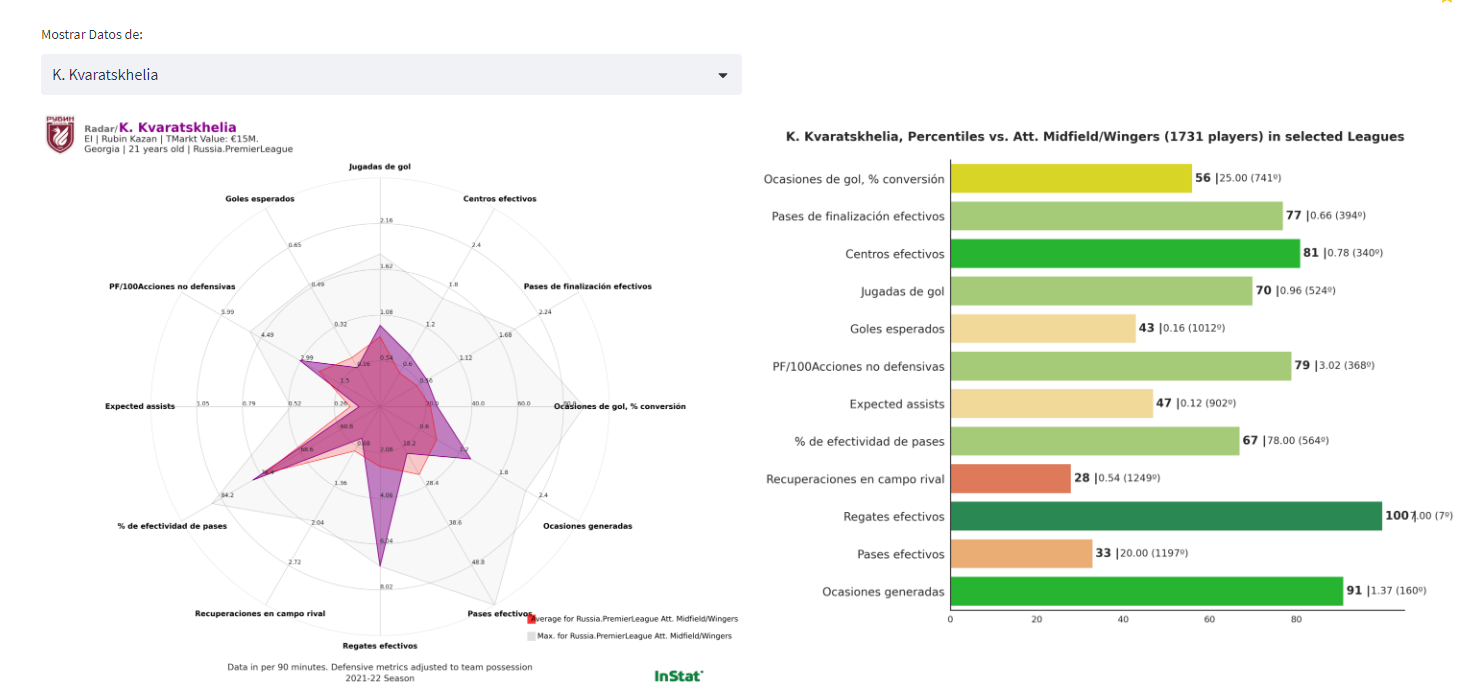 Mostrar Datos de:
K. Kvaratskhelia
РУБИН
Radar/K. Kvaratskhelia
EI | Rubin Kazan | TMarkt Value: €15M.
Georgia | 21 years old | Russia.PremierLeague
Jugadas de gol
Goles esperados
Centros efectivos
2.16
0.65
2.4
1.62
PF/100Acciones no defensivas
0.49
1.8
Pases de finalización efectivos
5.99
2.24
1.08
0.32
1.2
4.49
1.68
0.54
2.99
0.16
0.6
1.12
1.5
0.56
Expected assists
1.05
0.79
0.52
0.26
20.0
40.0
60.0
80.0
Ocasiones de gol, % conversión
60.8
0.6
68.6
0.68
2.08
18.2
1.2
76.4
1.36
28.4
1.8
84.2
4.06
2.4
% de efectividad de pases
2.04
38.6
Ocasiones generadas
6.04
2.72
48.8
8.02
Recuperaciones en campo rival
Pases efectivos
Average for Russia.PremierLeague Att. Midfield/Wingers
Max. for Russia.PremierLeague Att. Midfield/Wingers
Regates efectivos
Data in per 90 minutes. Defensive metrics adjusted to team possession
2021-22 Season
InStat
K. Kvaratskhelia, Percentiles vs. Att. Midfield/Wingers (1731 players) in selected Leagues
Ocasiones de gol, % conversión 56 |25.00 (741º)
Pases de finalización efectivos 77 |0.66 (394º)
Centros efectivos 81 |0.78 (340º)
Jugadas de gol 70 |0.96 (524º)
Goles esperados 43 |0.16 (1012º)
PF/100Acciones no defensivas 79 |3.02 (368º)
Expected assists 47 |0.12 (902º)
% de efectividad de pases 67 |78.00 (564º)
Recuperaciones en campo rival 28 |0.54 (1249º)
Regates efectivos 100 |7.00 (7º)
Pases efectivos 33 |20.00 (1197º)
Ocasiones generadas 91 |1.37 (160º)
0 20 40 60 80